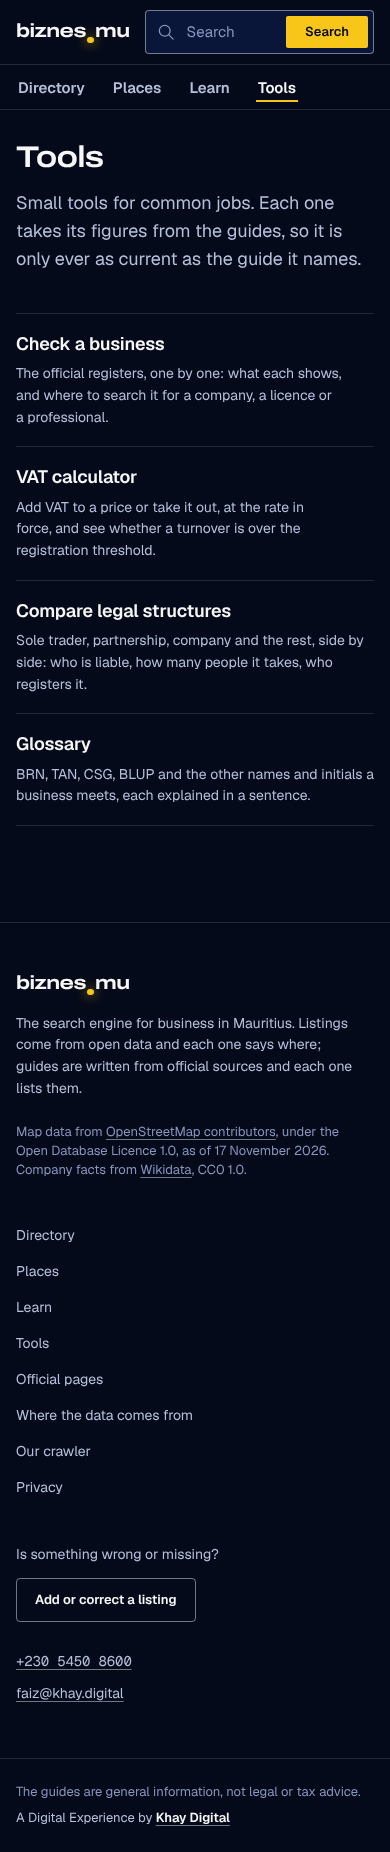 biznes.mu
Search
Search
Directory
Places
Learn
Tools
Tools
Small tools for common jobs. Each one
takes its figures from the guides, so it is
only ever as current as the guide it names.
Check a business
The official registers, one by one: what each shows,
and where to search it for a company, a licence or
a professional.
VAT calculator
Add VAT to a price or take it out, at the rate in
force, and see whether a turnover is over the
registration threshold.
Compare legal structures
Sole trader, partnership, company and the rest, side by
side: who is liable, how many people it takes, who
registers it.
Glossary
BRN, TAN, CSG, BLUP and the other names and initials a
business meets, each explained in a sentence.
biznes.mu
The search engine for business in Mauritius. Listings
come from open data and each one says where;
guides are written from official sources and each one
lists them.
Map data from OpenStreetMap contributors, under the
Open Database Licence 1.0, as of 17 November 2026.
Company facts from Wikidata, CC0 1.0.
Directory
Places
Learn
Tools
Official pages
Where the data comes from
Our crawler
Privacy
Is something wrong or missing?
Add or correct a listing
+230 5450 8600
faiz@khay.digital
The guides are general information, not legal or tax advice.
A Digital Experience by Khay Digital